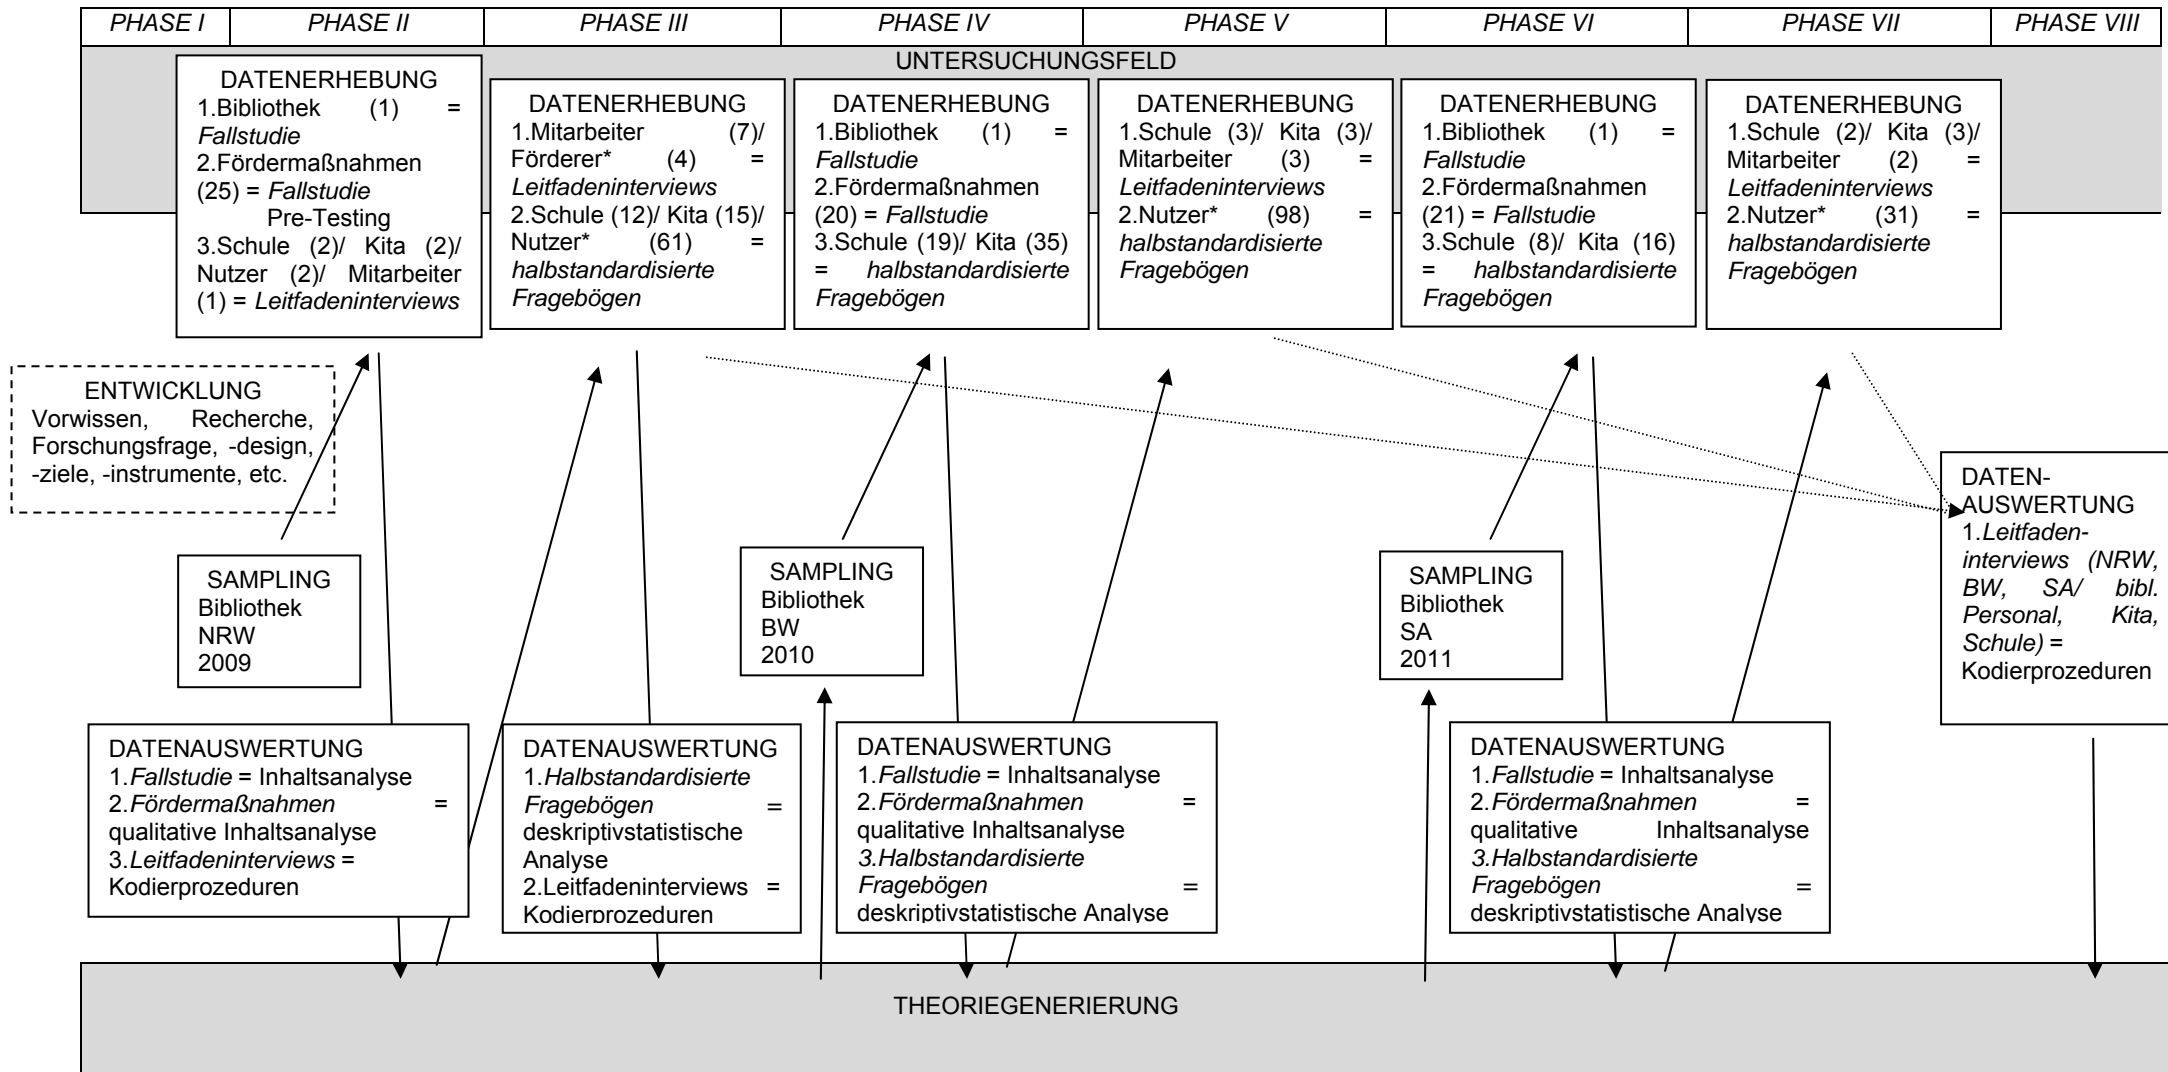 PHASE I PHASE II PHASE III PHASE IV PHASE V PHASE VI PHASE VII PHASE VIII
UNTERSUCHUNGSFELD
DATENERHEBUNG
1.Bibliothek (1) =
Fallstudie
2.Fördermaßnahmen
(25) = Fallstudie
Pre-Testing
3.Schule (2)/ Kita (2)/
Nutzer (2)/ Mitarbeiter
(1) = Leitfadeninterviews
DATENERHEBUNG
1.Mitarbeiter (7)/
Förderer* (4) =
Leitfadeninterviews
2.Schule (12)/ Kita (15)/
Nutzer* (61) =
halbstandardisierte
Fragebögen
DATENERHEBUNG
1.Bibliothek (1) =
Fallstudie
2.Fördermaßnahmen
(20) = Fallstudie
3.Schule (19)/ Kita (35)
= halbstandardisierte
Fragebögen
DATENERHEBUNG
1.Schule (3)/ Kita (3)/
Mitarbeiter (3) =
Leitfadeninterviews
2.Nutzer* (98) =
halbstandardisierte
Fragebögen
DATENERHEBUNG
1.Bibliothek (1) =
Fallstudie
2.Fördermaßnahmen
(21) = Fallstudie
3.Schule (8)/ Kita (16)
= halbstandardisierte
Fragebögen
DATENERHEBUNG
1.Schule (2)/ Kita (3)/
Mitarbeiter (2) =
Leitfadeninterviews
2.Nutzer* (31) =
halbstandardisierte
Fragebögen
ENTWICKLUNG
Vorwissen, Recherche,
Forschungsfrage, -design,
-ziele, -instrumente, etc.
SAMPLING
Bibliothek
NRW
2009
SAMPLING
Bibliothek
BW
2010
SAMPLING
Bibliothek
SA
2011
DATEN-
AUSWERTUNG
1.Leitfaden-
interviews (NRW,
BW, SA/ bibl.
Personal, Kita,
Schule) =
Kodierprozeduren
DATENAUSWERTUNG
1.Fallstudie = Inhaltsanalyse
2.Fördermaßnahmen =
qualitative Inhaltsanalyse
3.Leitfadeninterviews =
Kodierprozeduren
DATENAUSWERTUNG
1.Halbstandardisierte
Fragebögen =
deskriptivstatistische
Analyse
2.Leitfadeninterviews =
Kodierprozeduren
DATENAUSWERTUNG
1.Fallstudie = Inhaltsanalyse
2.Fördermaßnahmen =
qualitative Inhaltsanalyse
3.Halbstandardisierte
Fragebögen =
deskriptivstatistische Analyse
DATENAUSWERTUNG
1.Fallstudie = Inhaltsanalyse
2.Fördermaßnahmen =
qualitative Inhaltsanalyse
3.Halbstandardisierte
Fragebögen =
deskriptivstatistische Analyse
THEORIEGENERIERUNG